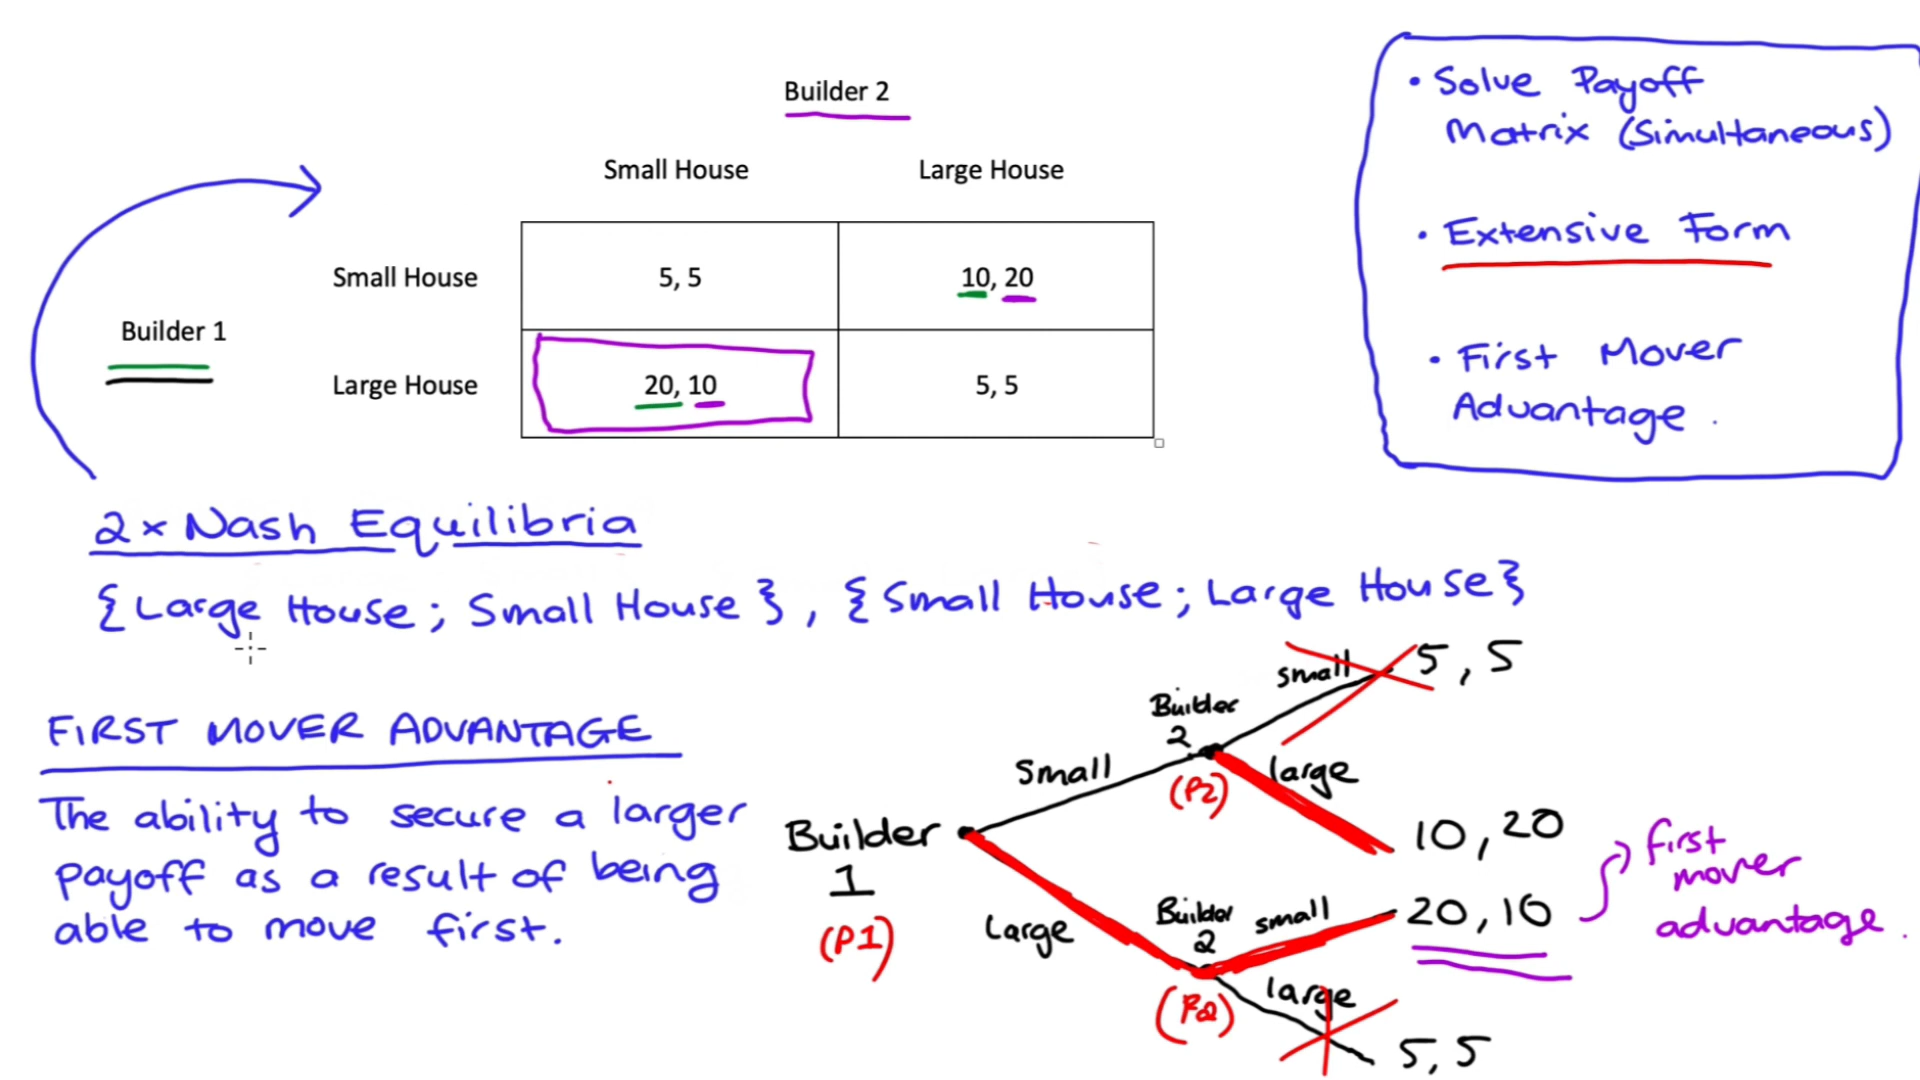 Builder 2
Small House Large House
Small House 5, 5 10, 20
Builder 1
Large House 20, 10 5, 5
• Solve Payoff
Matrix (Simultaneous)
• Extensive Form
• First Mover
Advantage.
2x Nash Equilibria
{Large House; Small House}, {Small House; Large House}
FIRST MOVER ADVANTAGE
The ability to secure a larger
payoff as a result of being
able to move first.
Builder
1
(P1)
Small
Large
Builder
2
(P2)
small
5, 5
large
10, 20
Builder
2
(P2)
small
20, 10
large
5, 5
first
mover
advantage.